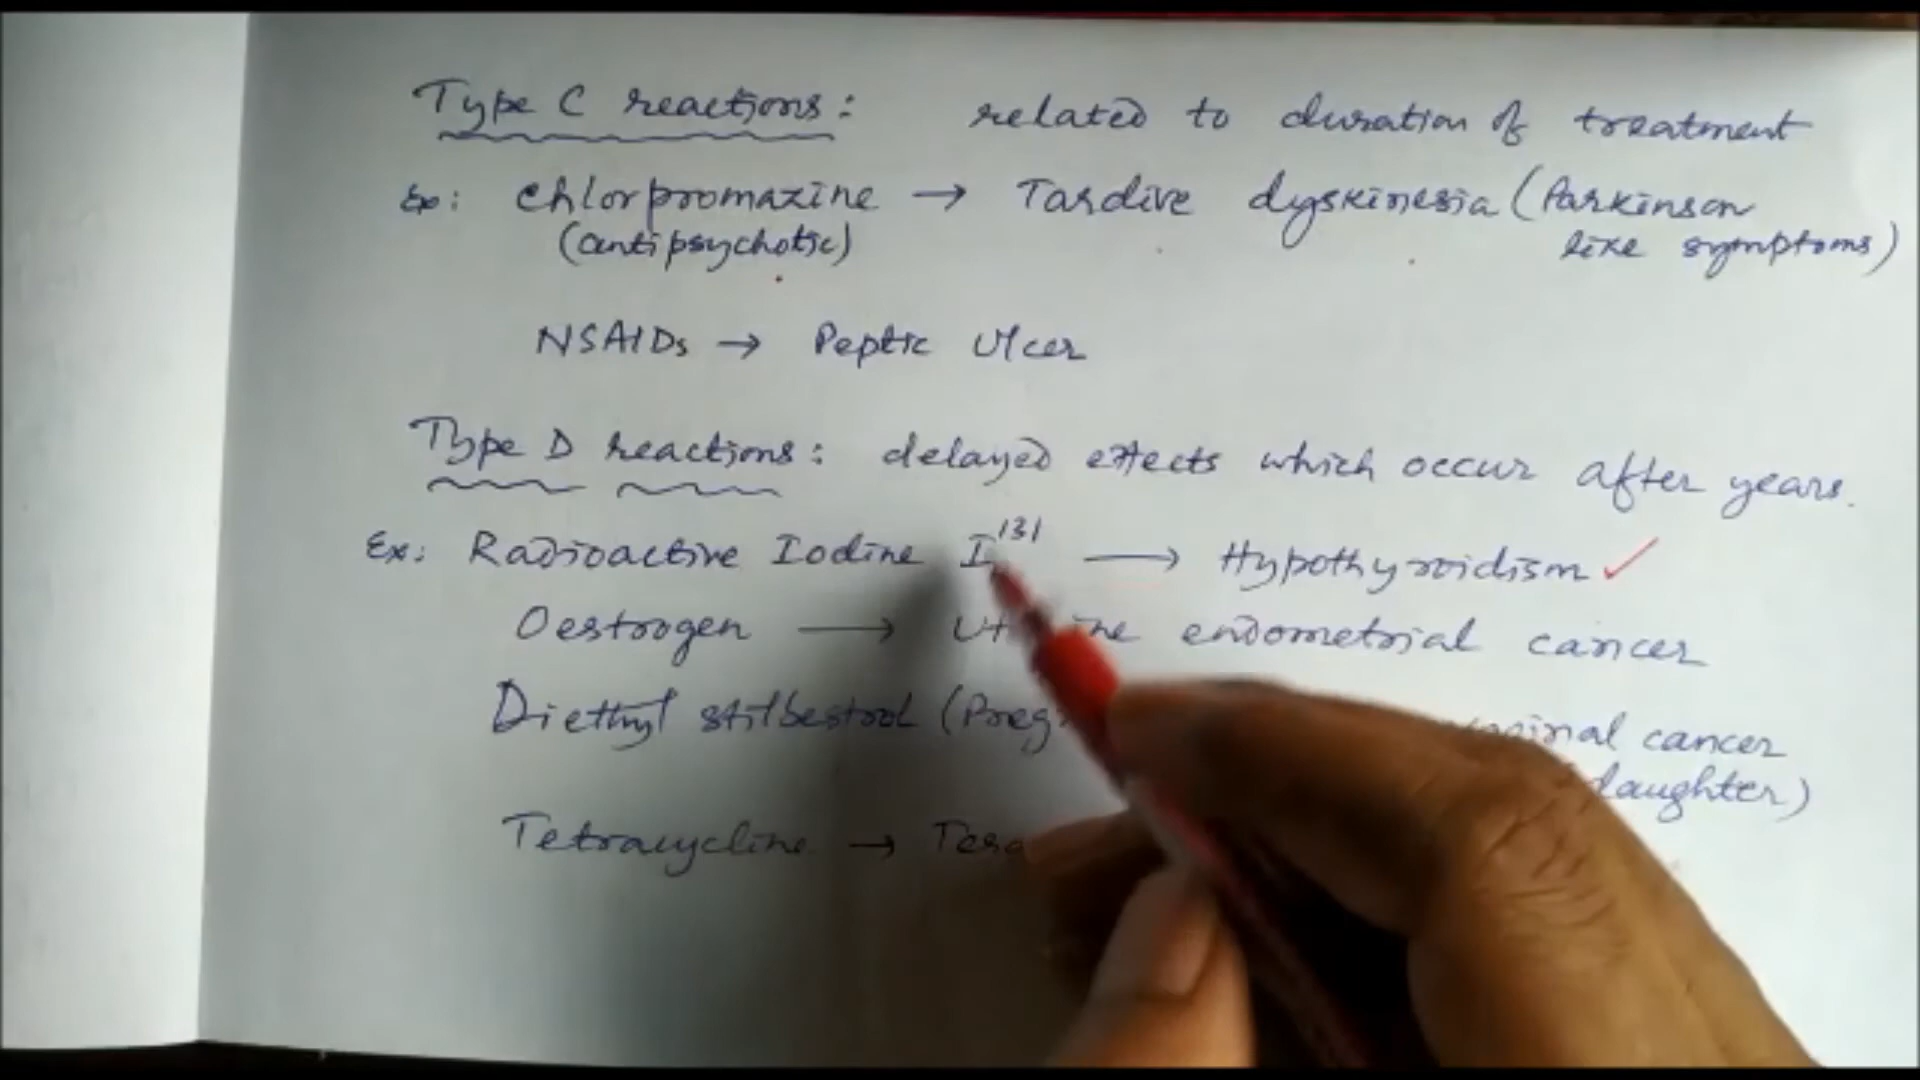 Type C reactions: related to duration of treatment
Ex: Chlorpromazine → Tardive dyskinesia (Parkinson
(antipsychotic) like symptoms)
NSAIDs → Peptic Ulcer
Type D reactions: delayed effects which occur after years.
Ex: Radioactive Iodine I¹³¹ → Hypothyroidism ✓
Oestrogen → endometrial cancer
Diethyl stilbestrol cancer
daughter)
Tetracycline →